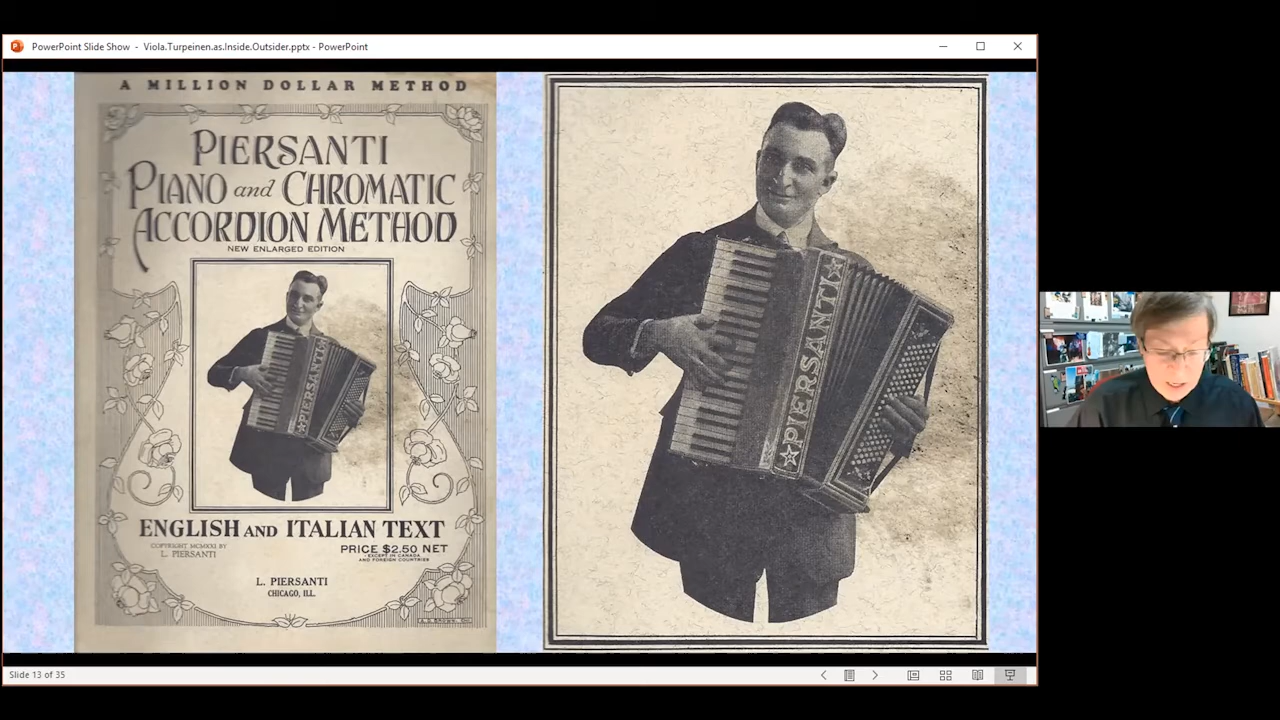 PowerPoint Slide Show - Viola.Turpeinen.as.Inside.Outsider.pptx - PowerPoint
A MILLION DOLLAR METHOD
PIERSANTI
PIANO and CHROMATIC
ACCORDION METHOD
NEW ENLARGED EDITION
PIERSANTI
ENGLISH AND ITALIAN TEXT
COPYRIGHT MCMXXI BY
L. PIERSANTI
PRICE $2.50 NET
EXCEPT IN CANADA
AND FOREIGN COUNTRIES
L. PIERSANTI
CHICAGO, ILL.
PIERSANTI
Slide 13 of 35